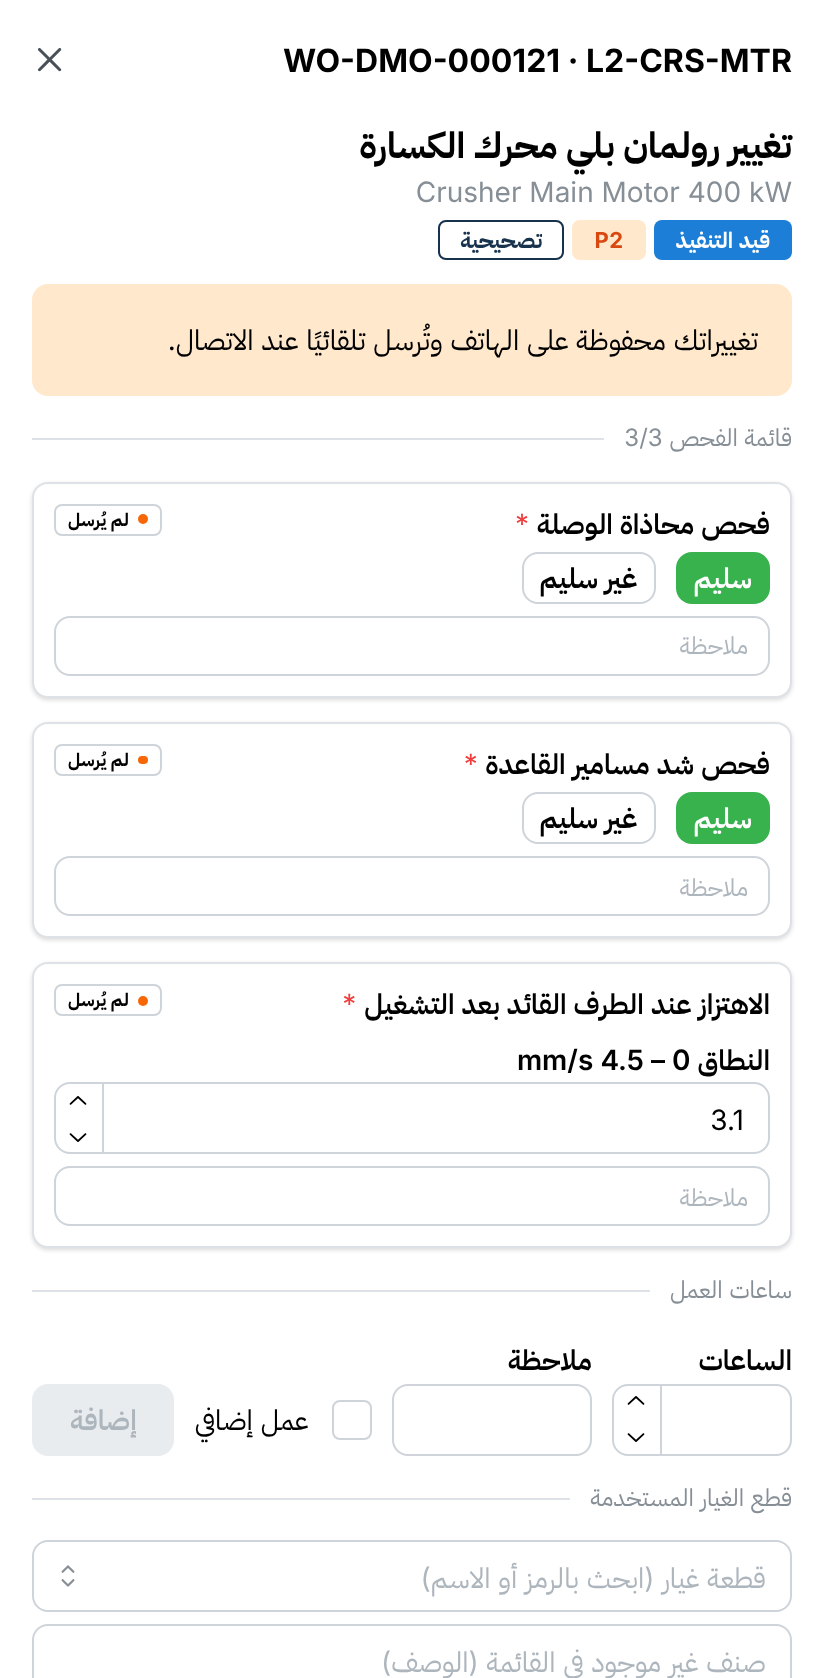 WO-DMO-000121 · L2-CRS-MTR
تغيير رولمان بلي محرك الكسارة
Crusher Main Motor 400 kW
قيد التنفيذ P2 تصحيحية
تغييراتك محفوظة على الهاتف وتُرسل تلقائيًا عند الاتصال.
قائمة الفحص 3/3
فحص محاذاة الوصلة * لم يُرسل
سليم غير سليم
ملاحظة
فحص شد مسامير القاعدة * لم يُرسل
سليم غير سليم
ملاحظة
الاهتزاز عند الطرف القائد بعد التشغيل * لم يُرسل
النطاق 0 – 4.5 mm/s
3.1
ملاحظة
ساعات العمل
الساعات ملاحظة
عمل إضافي إضافة
قطع الغيار المستخدمة
قطعة غيار (ابحث بالرمز أو الاسم)
صنف غير موجود في القائمة (الوصف)